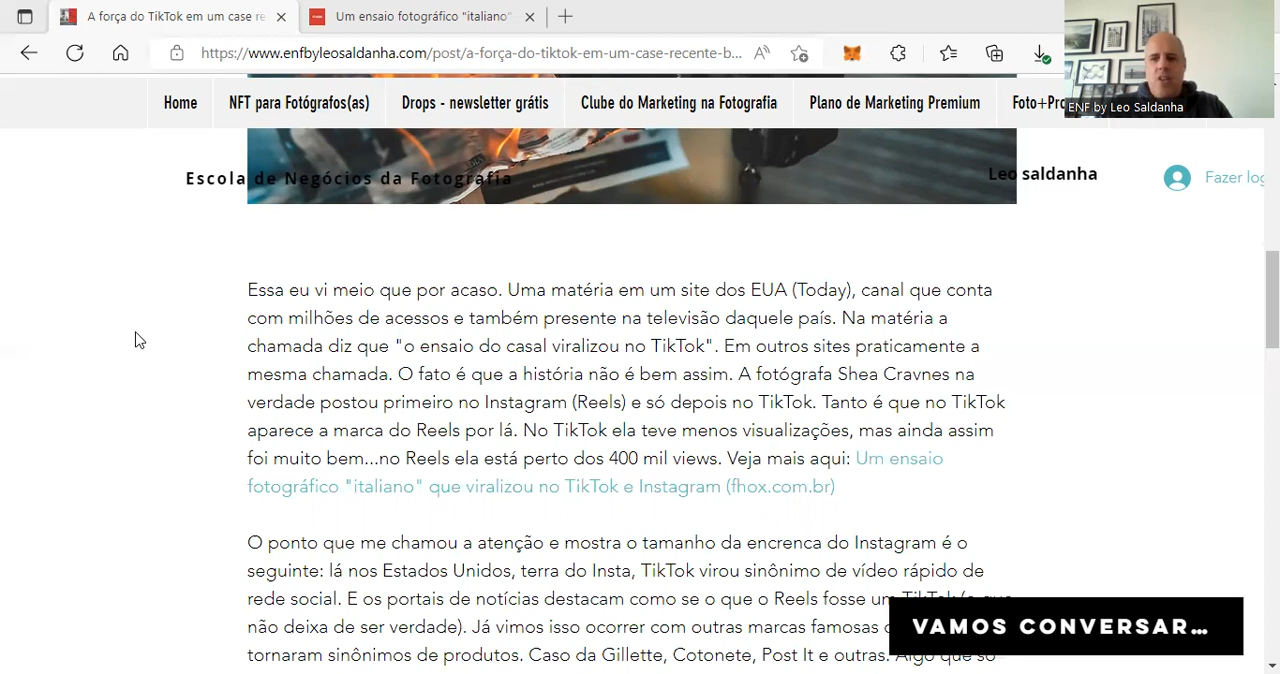 A força do TikTok em um case re
Um ensaio fotográfico "italiano"
https://www.enfbyleosaldanha.com/post/a-força-do-tiktok-em-um-case-recente-b...
ENF by Leo Saldanha
Home
NFT para Fotógrafos(as)
Drops - newsletter grátis
Clube do Marketing na Fotografia
Plano de Marketing Premium
Foto+Pro
Escola de Negócios da Fotografia
Leo saldanha
Fazer log
Essa eu vi meio que por acaso. Uma matéria em um site dos EUA (Today), canal que conta
com milhões de acessos e também presente na televisão daquele país. Na matéria a
chamada diz que "o ensaio do casal viralizou no TikTok". Em outros sites praticamente a
mesma chamada. O fato é que a história não é bem assim. A fotógrafa Shea Cravnes na
verdade postou primeiro no Instagram (Reels) e só depois no TikTok. Tanto é que no TikTok
aparece a marca do Reels por lá. No TikTok ela teve menos visualizações, mas ainda assim
foi muito bem...no Reels ela está perto dos 400 mil views. Veja mais aqui: Um ensaio
fotográfico "italiano" que viralizou no TikTok e Instagram (fhox.com.br)
O ponto que me chamou a atenção e mostra o tamanho da encrenca do Instagram é o
seguinte: lá nos Estados Unidos, terra do Insta, TikTok virou sinônimo de vídeo rápido de
rede social. E os portais de notícias destacam como se o que o Reels fosse um TikTok (o que
não deixa de ser verdade). Já vimos isso ocorrer com outras marcas famosas
tornaram sinônimos de produtos. Caso da Gillette, Cotonete, Post It e outras. Algo que só
VAMOS CONVERSAR...